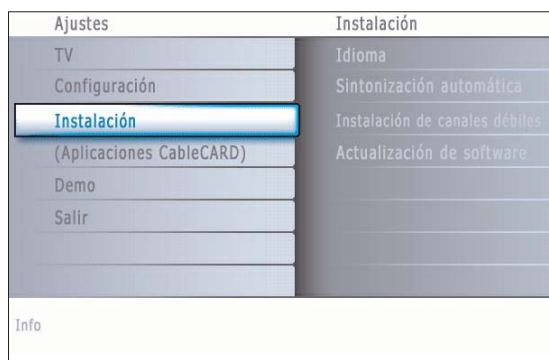 Ajustes
TV
Configuración
Instalación
(Aplicaciones CableCARD)
Demo
Salir
Instalación
Idioma
Sintonización automática
Instalación de canales débiles
Actualización de software
Info